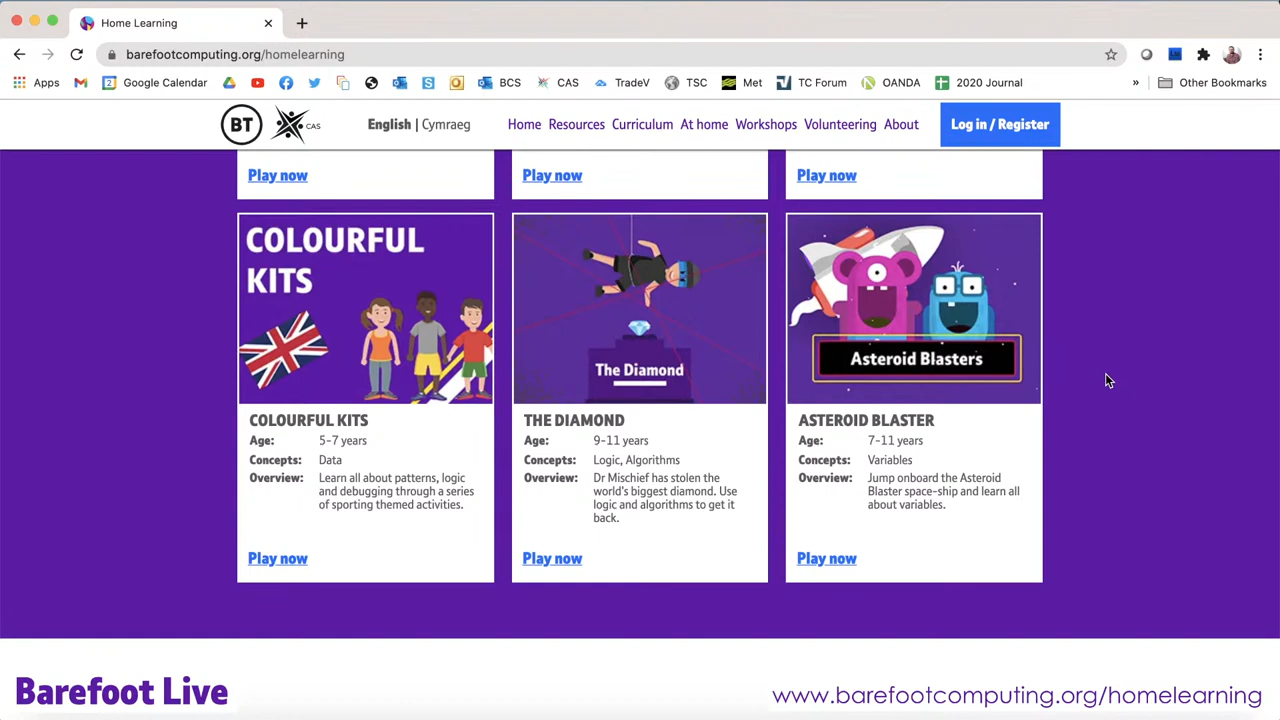 Home Learning
barefootcomputing.org/homelearning
Apps Google Calendar BCS CAS TradeV TSC Met TC Forum OANDA 2020 Journal » Other Bookmarks
BT CAS English | Cymraeg Home Resources Curriculum At home Workshops Volunteering About Log in / Register
Play now Play now Play now
COLOURFUL
KITS
The Diamond
Asteroid Blasters
COLOURFUL KITS
Age: 5-7 years
Concepts: Data
Overview: Learn all about patterns, logic
and debugging through a series
of sporting themed activities.
Play now
THE DIAMOND
Age: 9-11 years
Concepts: Logic, Algorithms
Overview: Dr Mischief has stolen the
world's biggest diamond. Use
logic and algorithms to get it
back.
Play now
ASTEROID BLASTER
Age: 7-11 years
Concepts: Variables
Overview: Jump onboard the Asteroid
Blaster space-ship and learn all
about variables.
Play now
Barefoot Live
www.barefootcomputing.org/homelearning